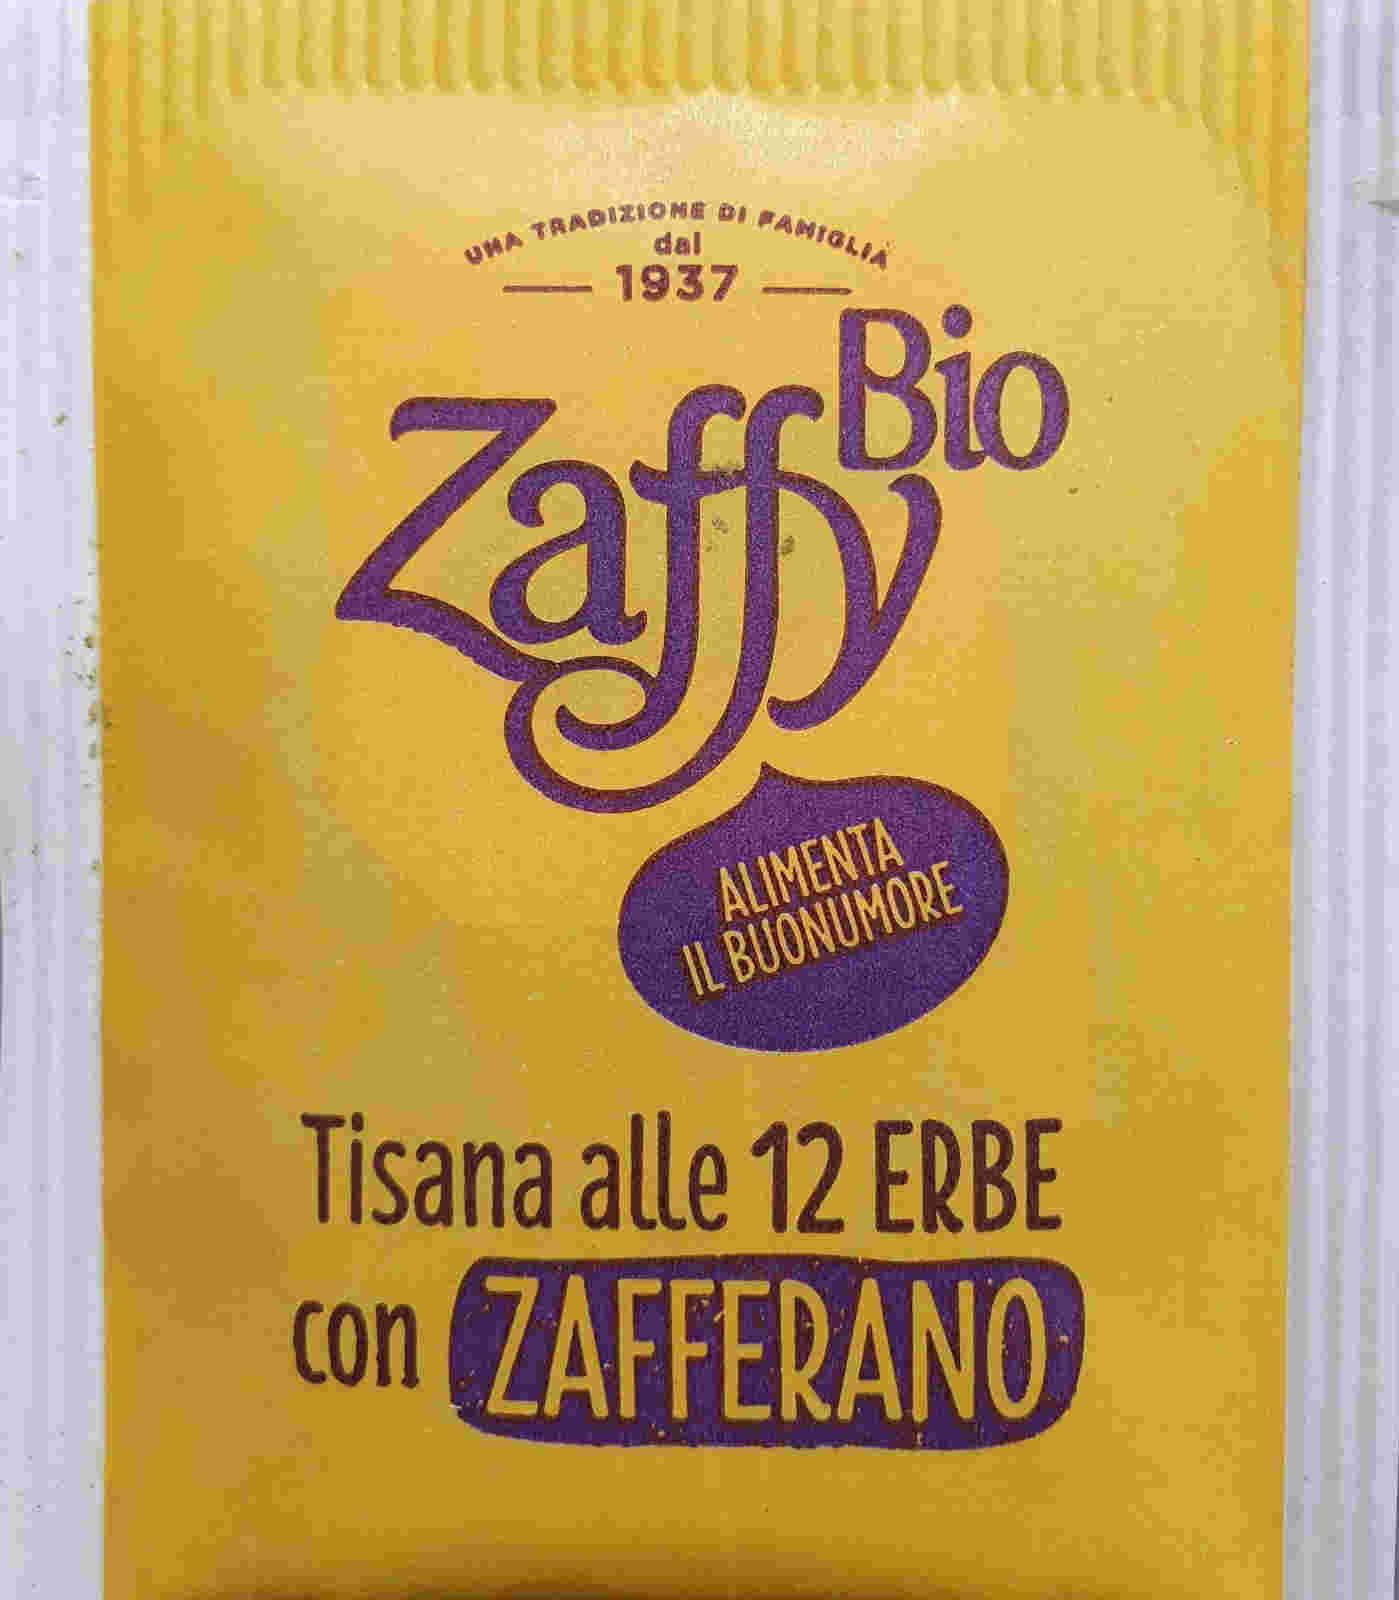 UNA TRADIZIONE DI FAMIGLIA
dal
1937
Zaffy Bio
ALIMENTA
IL BUONUMORE
Tisana alle 12 ERBE
con ZAFFERANO